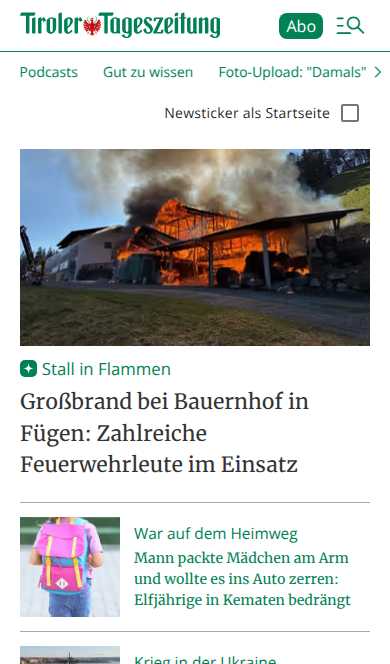 Tiroler Tageszeitung
Abo
Podcasts Gut zu wissen Foto-Upload: "Damals"
Newsticker als Startseite
Stall in Flammen
Großbrand bei Bauernhof in
Fügen: Zahlreiche
Feuerwehrleute im Einsatz
War auf dem Heimweg
Mann packte Mädchen am Arm
und wollte es ins Auto zerren:
Elfjährige in Kematen bedrängt
Krieg in der Ukraine